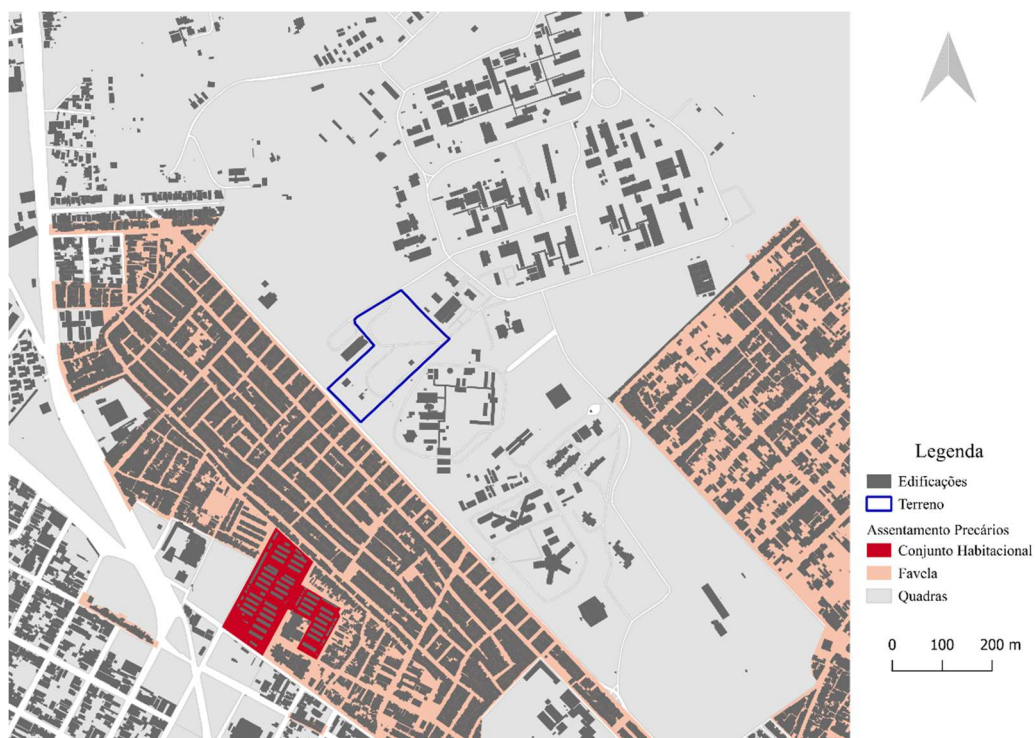 Legenda
Edificações
Terreno
Assentamento Precários
Conjunto Habitacional
Favela
Quadras
0 100 200 m